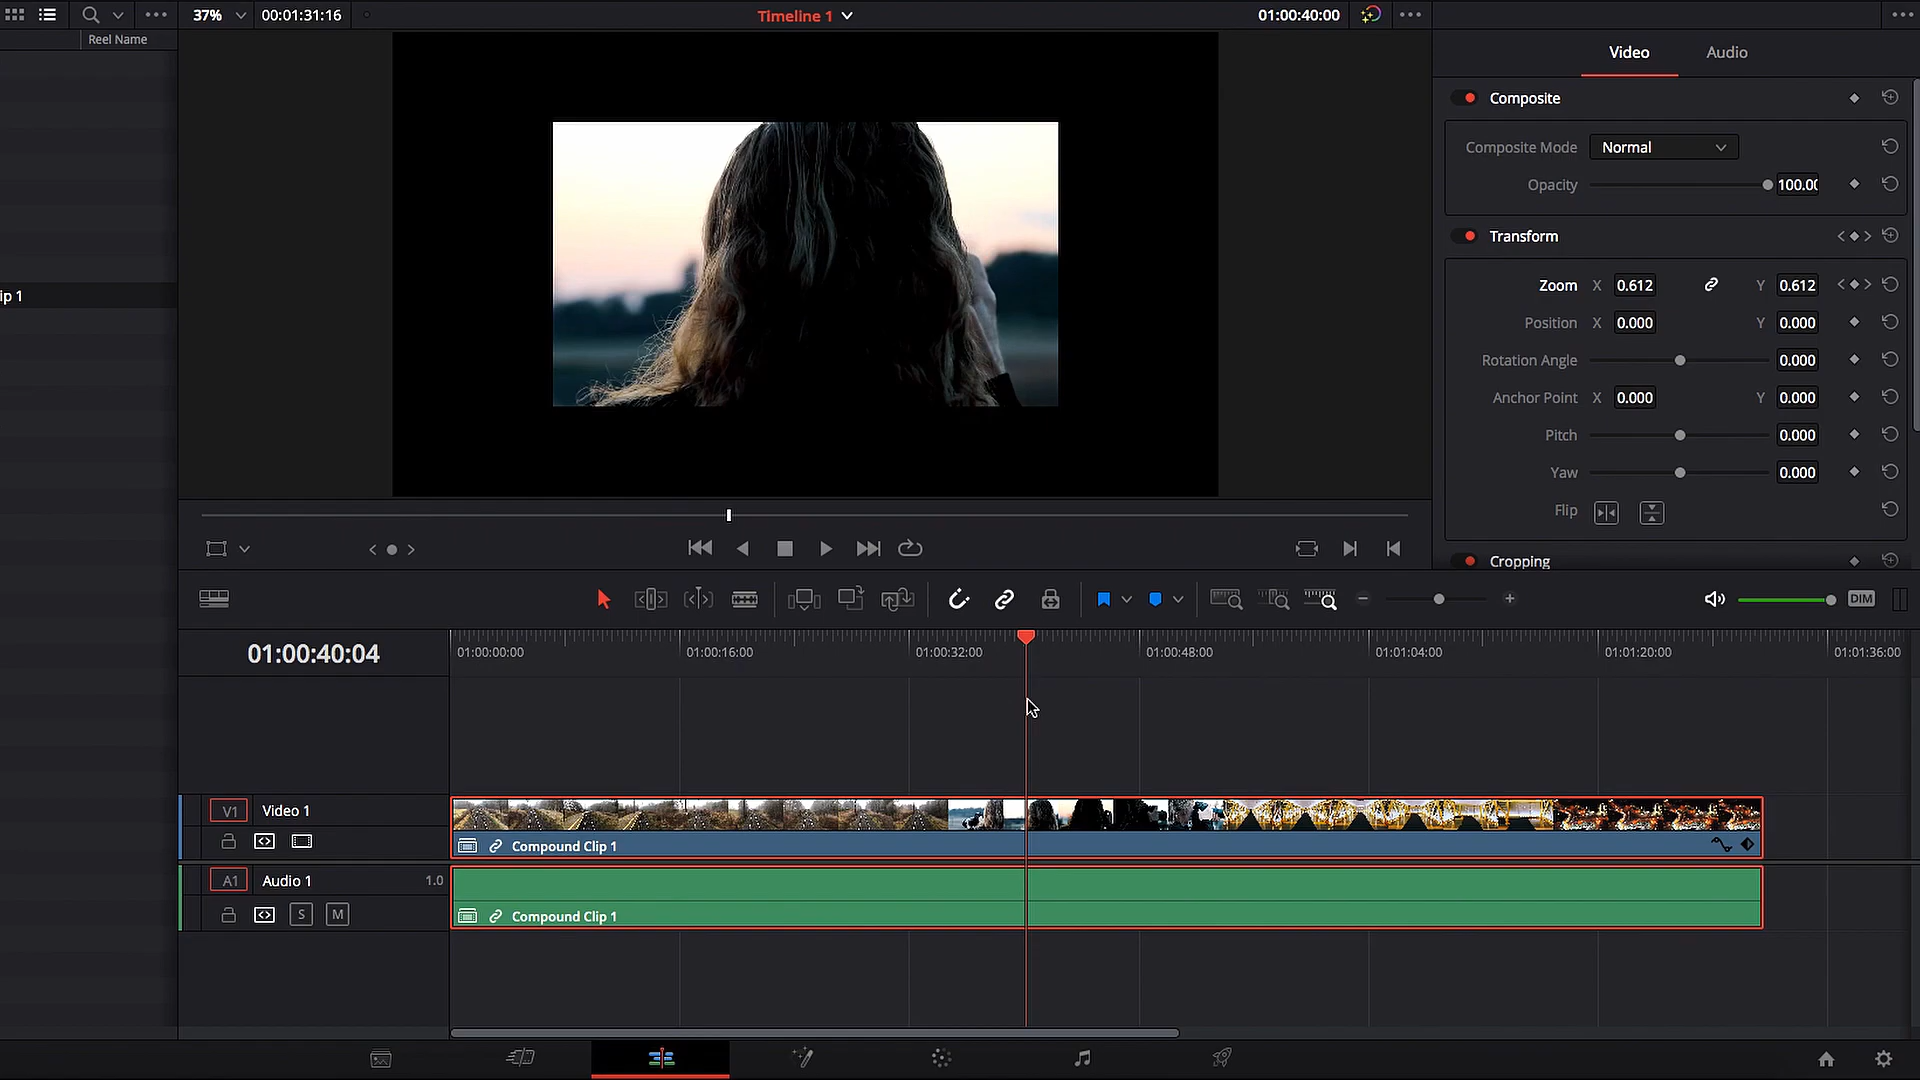 37%
00:01:31:16
Timeline 1
01:00:40:00
Reel Name
Video
Audio
Composite
Composite Mode
Normal
Opacity
100.00
Transform
Zoom X 0.612 Y 0.612
ip 1
Position X 0.000 Y 0.000
Rotation Angle 0.000
Anchor Point X 0.000 Y 0.000
Pitch 0.000
Yaw 0.000
Flip
Cropping
DIM
01:00:40:04
01:00:00:00
01:00:16:00
01:00:32:00
01:00:48:00
01:01:04:00
01:01:20:00
01:01:36:00
V1 Video 1
Compound Clip 1
A1 Audio 1 1.0
S M
Compound Clip 1